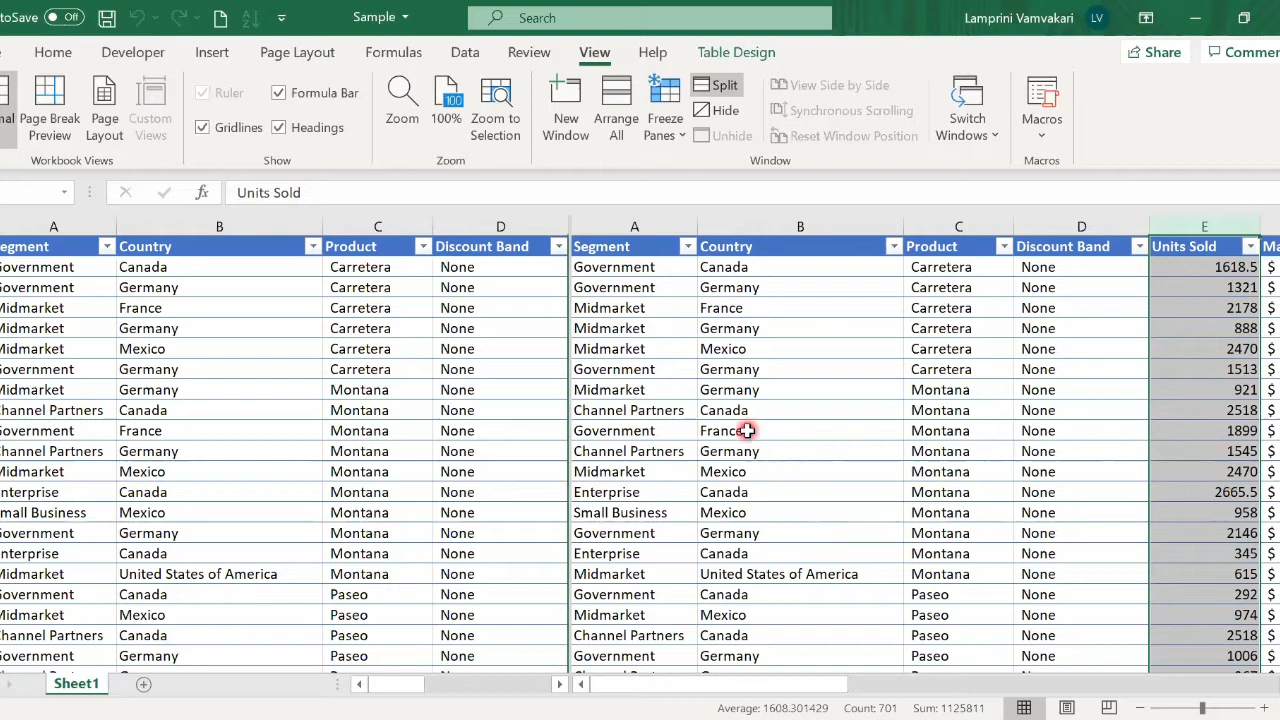 toSave Off Sample Search Lamprini Vamvakari LV
Home Developer Insert Page Layout Formulas Data Review View Help Table Design Share Commer
nal Page Break Preview Page Layout Custom Views
Ruler Formula Bar
Gridlines Headings
Zoom 100% Zoom to Selection
New Window Arrange All Freeze Panes
Split
Hide
Unhide
View Side by Side
Synchronous Scrolling
Reset Window Position
Switch Windows
Macros
Workbook Views Show Zoom Window Macros
fx Units Sold
A B C D A B C D E
egment Country Product Discount Band Segment Country Product Discount Band Units Sold Ma
Government Canada Carretera None Government Canada Carretera None 1618.5 $
Government Germany Carretera None Government Germany Carretera None 1321 $
Midmarket France Carretera None Midmarket France Carretera None 2178 $
Midmarket Germany Carretera None Midmarket Germany Carretera None 888 $
Midmarket Mexico Carretera None Midmarket Mexico Carretera None 2470 $
Government Germany Carretera None Government Germany Carretera None 1513 $
Midmarket Germany Montana None Midmarket Germany Montana None 921 $
Channel Partners Canada Montana None Channel Partners Canada Montana None 2518 $
Government France Montana None Government France Montana None 1899 $
Channel Partners Germany Montana None Channel Partners Germany Montana None 1545 $
Midmarket Mexico Montana None Midmarket Mexico Montana None 2470 $
Enterprise Canada Montana None Enterprise Canada Montana None 2665.5 $
Small Business Mexico Montana None Small Business Mexico Montana None 958 $
Government Germany Montana None Government Germany Montana None 2146 $
Enterprise Canada Montana None Enterprise Canada Montana None 345 $
Midmarket United States of America Montana None Midmarket United States of America Montana None 615 $
Government Canada Paseo None Government Canada Paseo None 292 $
Midmarket Mexico Paseo None Midmarket Mexico Paseo None 974 $
Channel Partners Canada Paseo None Channel Partners Canada Paseo None 2518 $
Government Germany Paseo None Government Germany Paseo None 1006 $
Sheet1
Average: 1608.301429 Count: 701 Sum: 1125811